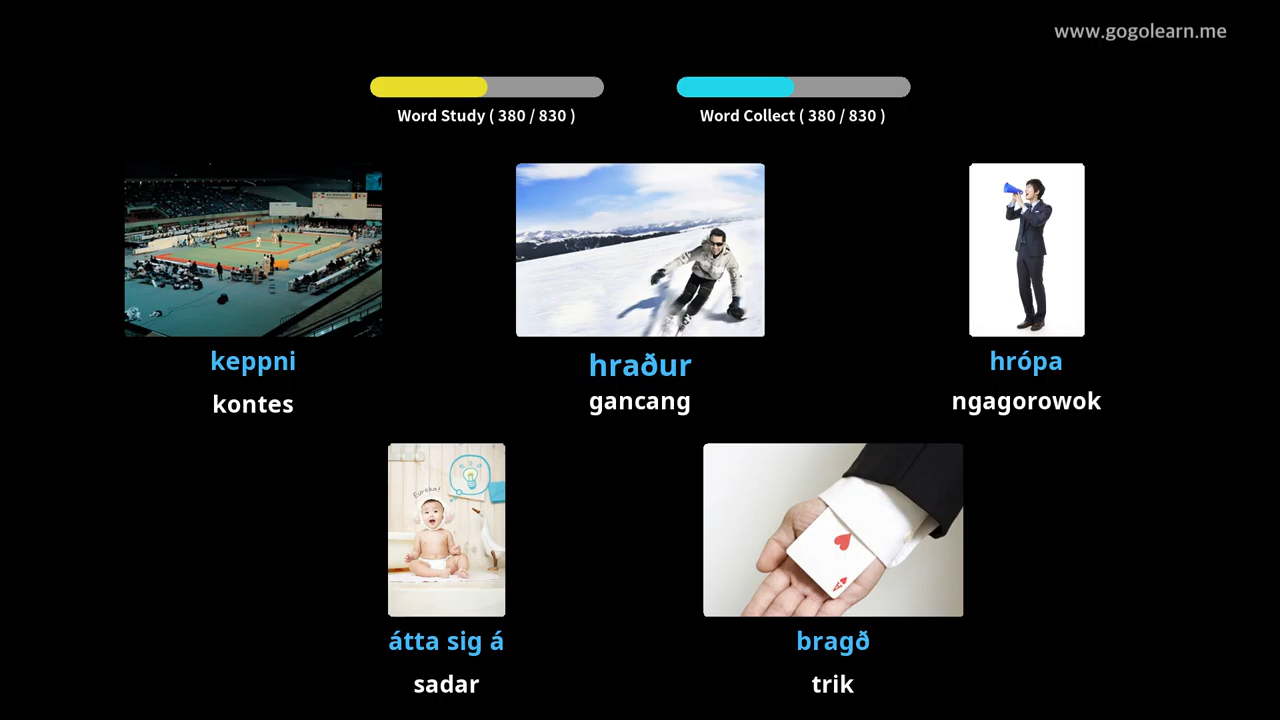 www.gogolearn.me
Word Study ( 380 / 830 )
Word Collect ( 380 / 830 )
keppni
kontes
hraður
gancang
hrópa
ngagorowok
Eureka!
átta sig á
sadar
bragð
trik